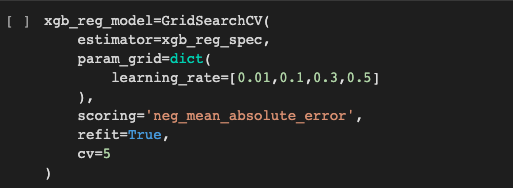 [ ] xgb_reg_model=GridSearchCV(
estimator=xgb_reg_spec,
param_grid=dict(
learning_rate=[0.01,0.1,0.3,0.5]
),
scoring='neg_mean_absolute_error',
refit=True,
cv=5
)